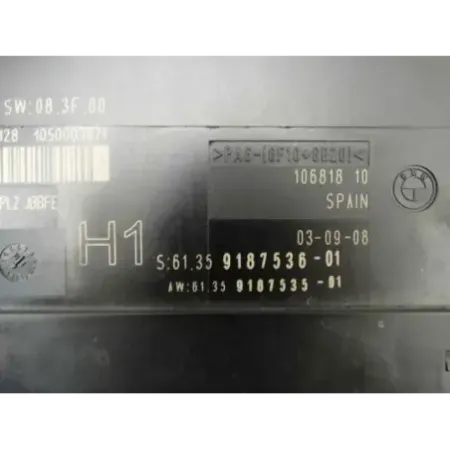 SW:08.3F.00
>PA6-(GF10+GB20)<
106818 10
SPAIN
H1
03-09-08
S:61.35 9187536-01
AW:61.35 9187535-01